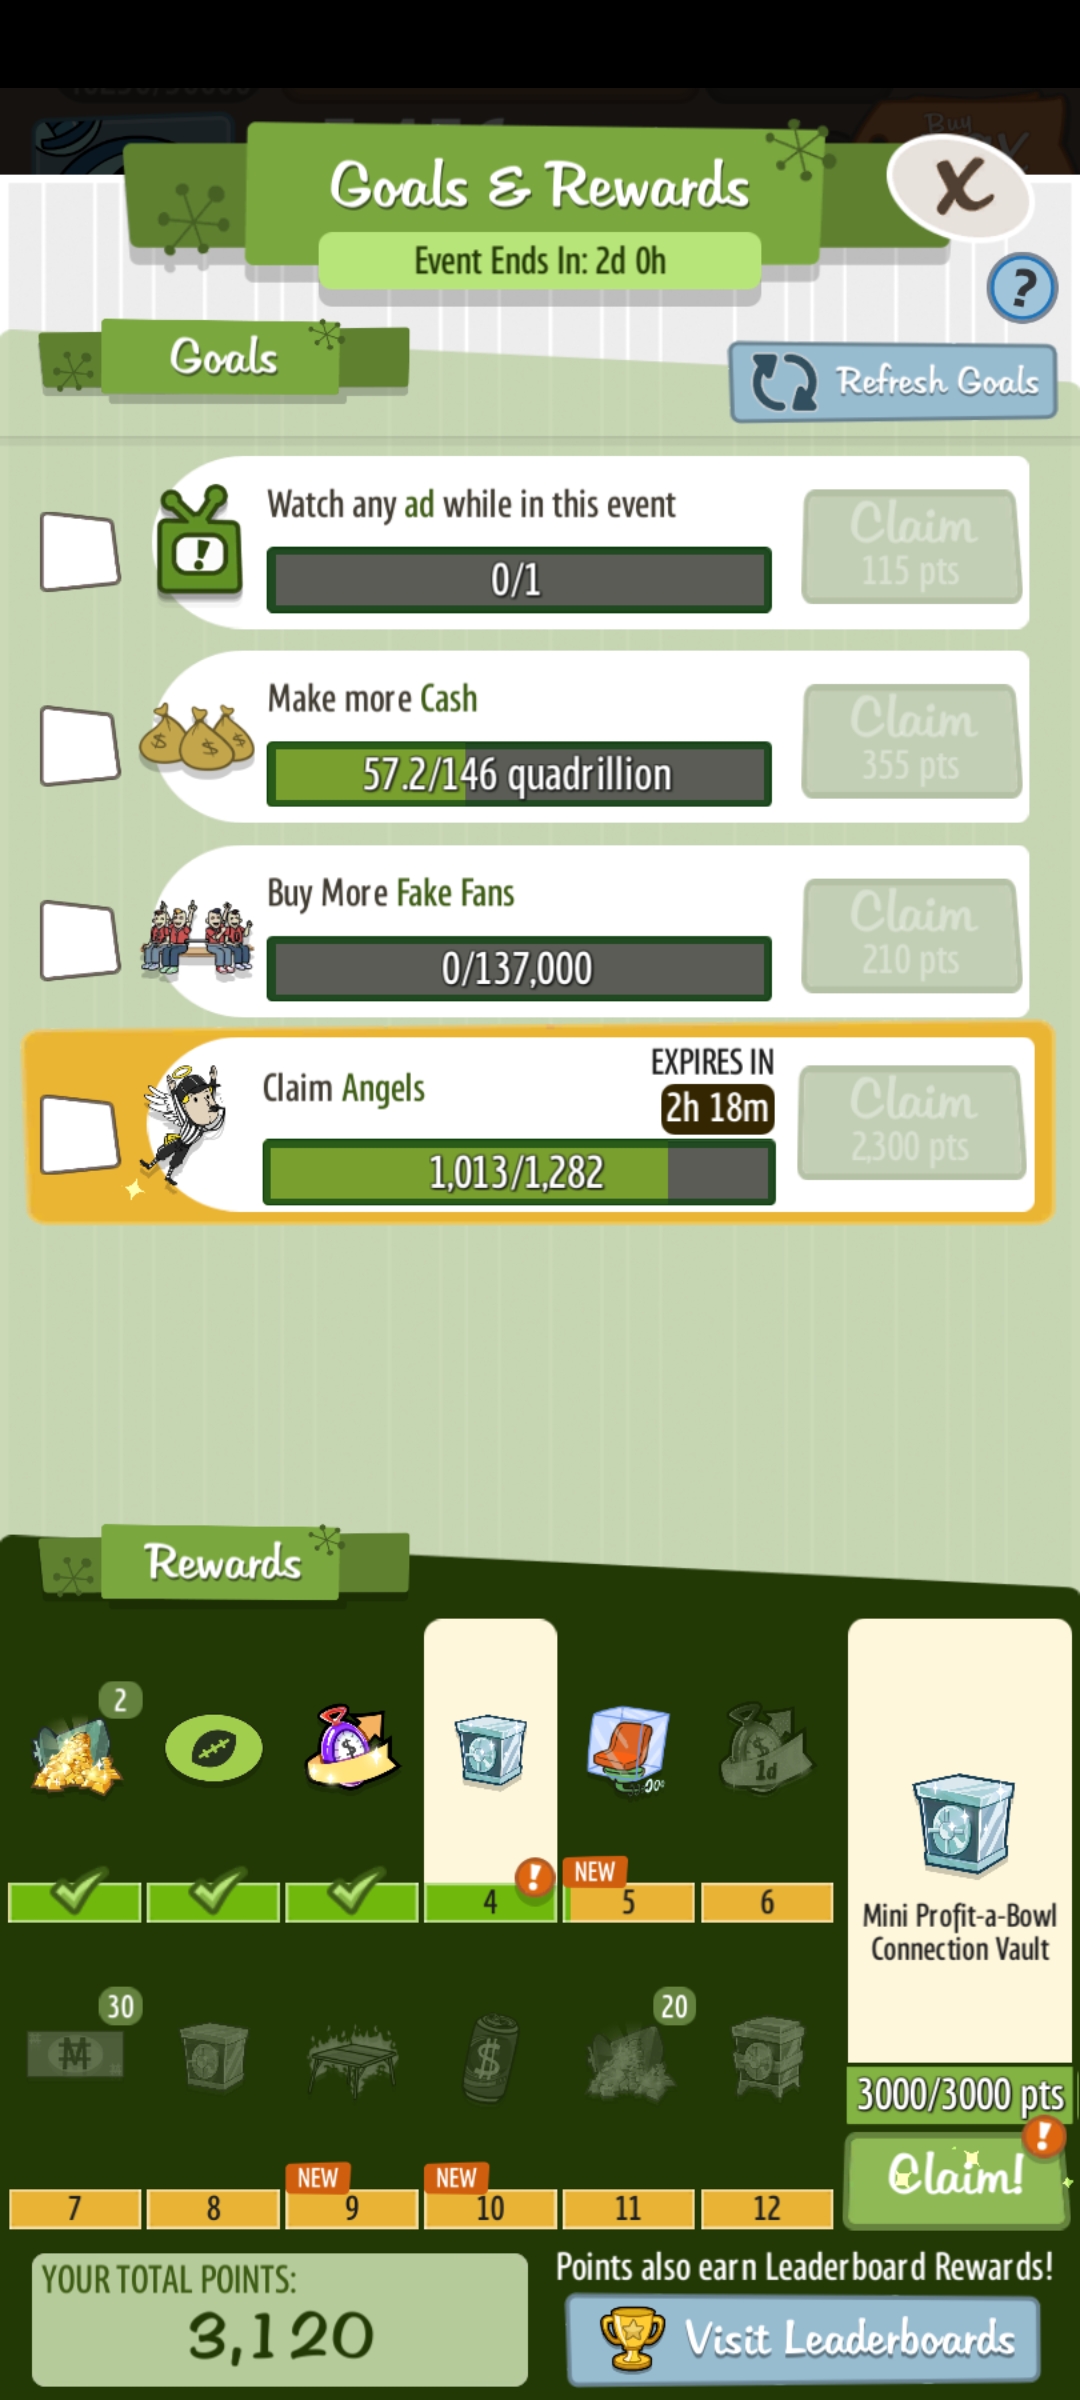 Buy
Goals & Rewards
X
Event Ends In: 2d 0h
?
Goals
Refresh Goals
Watch any ad while in this event
0/1
Claim
115 pts
Make more Cash
57.2/146 quadrillion
Claim
355 pts
Buy More Fake Fans
0/137,000
Claim
210 pts
Claim Angels
EXPIRES IN
2h 18m
1,013/1,282
Claim
2,300 pts
Rewards
2
1d
4
!
NEW
5
6
Mini Profit-a-Bowl
Connection Vault
30
20
3000/3000 pts
!
Claim!
7
8
NEW
9
NEW
10
11
12
YOUR TOTAL POINTS:
3,120
Points also earn Leaderboard Rewards!
Visit Leaderboards